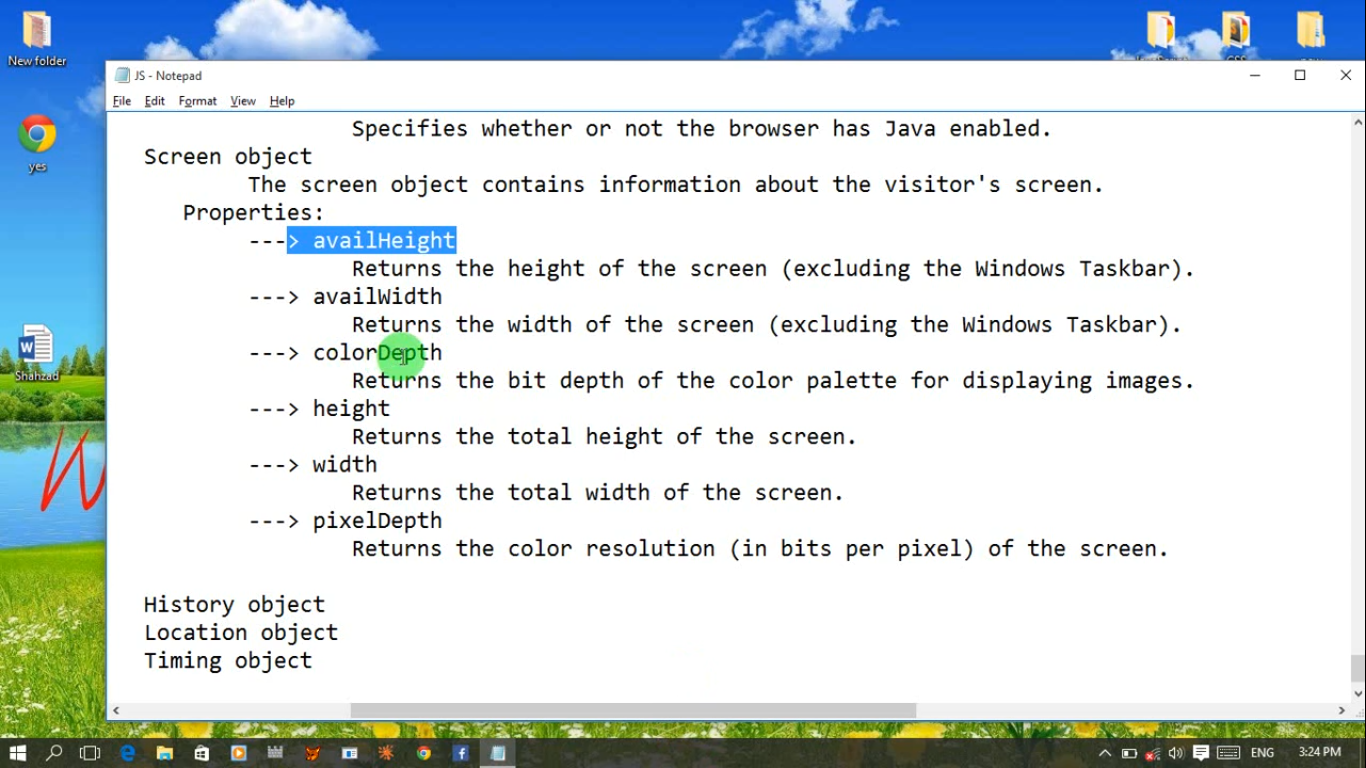 New folder
JS - Notepad
File Edit Format View Help
yes
Specifies whether or not the browser has Java enabled.
Screen object
The screen object contains information about the visitor's screen.
Properties:
---> availHeight
Returns the height of the screen (excluding the Windows Taskbar).
---> availWidth
Returns the width of the screen (excluding the Windows Taskbar).
---> colorDepth
Returns the bit depth of the color palette for displaying images.
---> height
Returns the total height of the screen.
---> width
Returns the total width of the screen.
---> pixelDepth
Returns the color resolution (in bits per pixel) of the screen.
History object
Location object
Timing object
Shahzad
ENG 3:24 PM